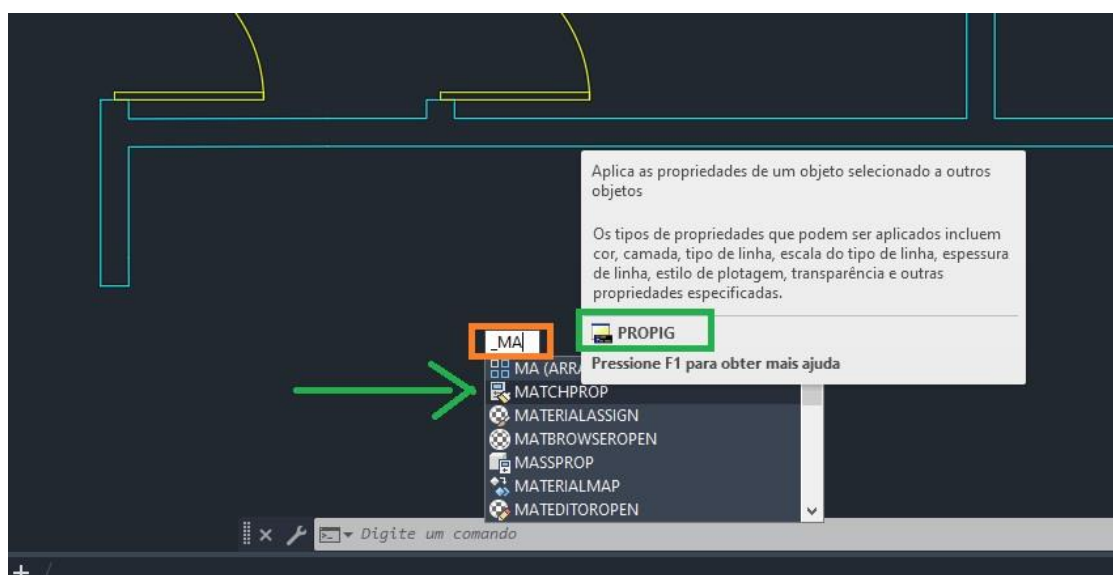 Aplica as propriedades de um objeto selecionado a outros
objetos
Os tipos de propriedades que podem ser aplicados incluem
cor, camada, tipo de linha, escala do tipo de linha, espessura
de linha, estilo de plotagem, transparência e outras
propriedades especificadas.
PROPIG
Pressione F1 para obter mais ajuda
_MA
MA (ARRA
MATCHPROP
MATERIALASSIGN
MATBROWSEROPEN
MASSPROP
MATERIALMAP
MATEDITOROPEN
Digite um comando